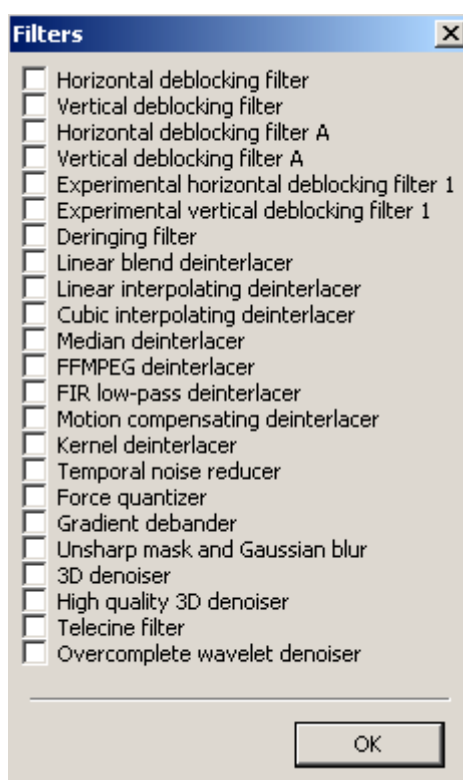 Filters
Horizontal deblocking filter
Vertical deblocking filter
Horizontal deblocking filter A
Vertical deblocking filter A
Experimental horizontal deblocking filter 1
Experimental vertical deblocking filter 1
Deringing filter
Linear blend deinterlacer
Linear interpolating deinterlacer
Cubic interpolating deinterlacer
Median deinterlacer
FFMPEG deinterlacer
FIR low-pass deinterlacer
Motion compensating deinterlacer
Kernel deinterlacer
Temporal noise reducer
Force quantizer
Gradient debander
Unsharp mask and Gaussian blur
3D denoiser
High quality 3D denoiser
Telecine filter
Overcomplete wavelet denoiser
OK